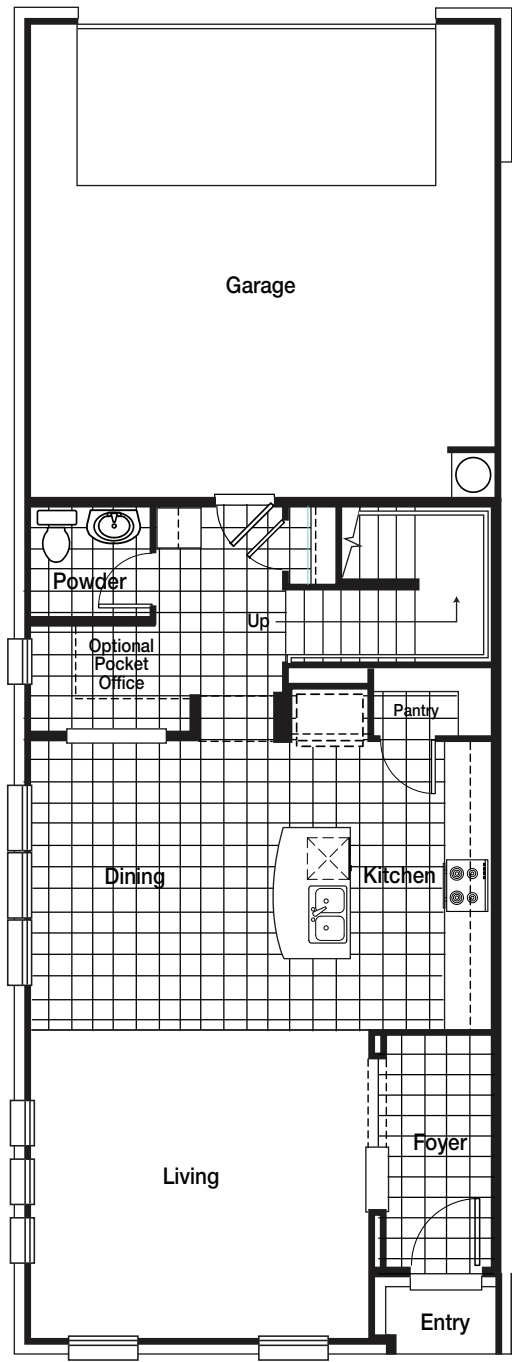 Garage
Powder
Up
Optional
Pocket
Office
Pantry
Dining
Kitchen
Foyer
Living
Entry